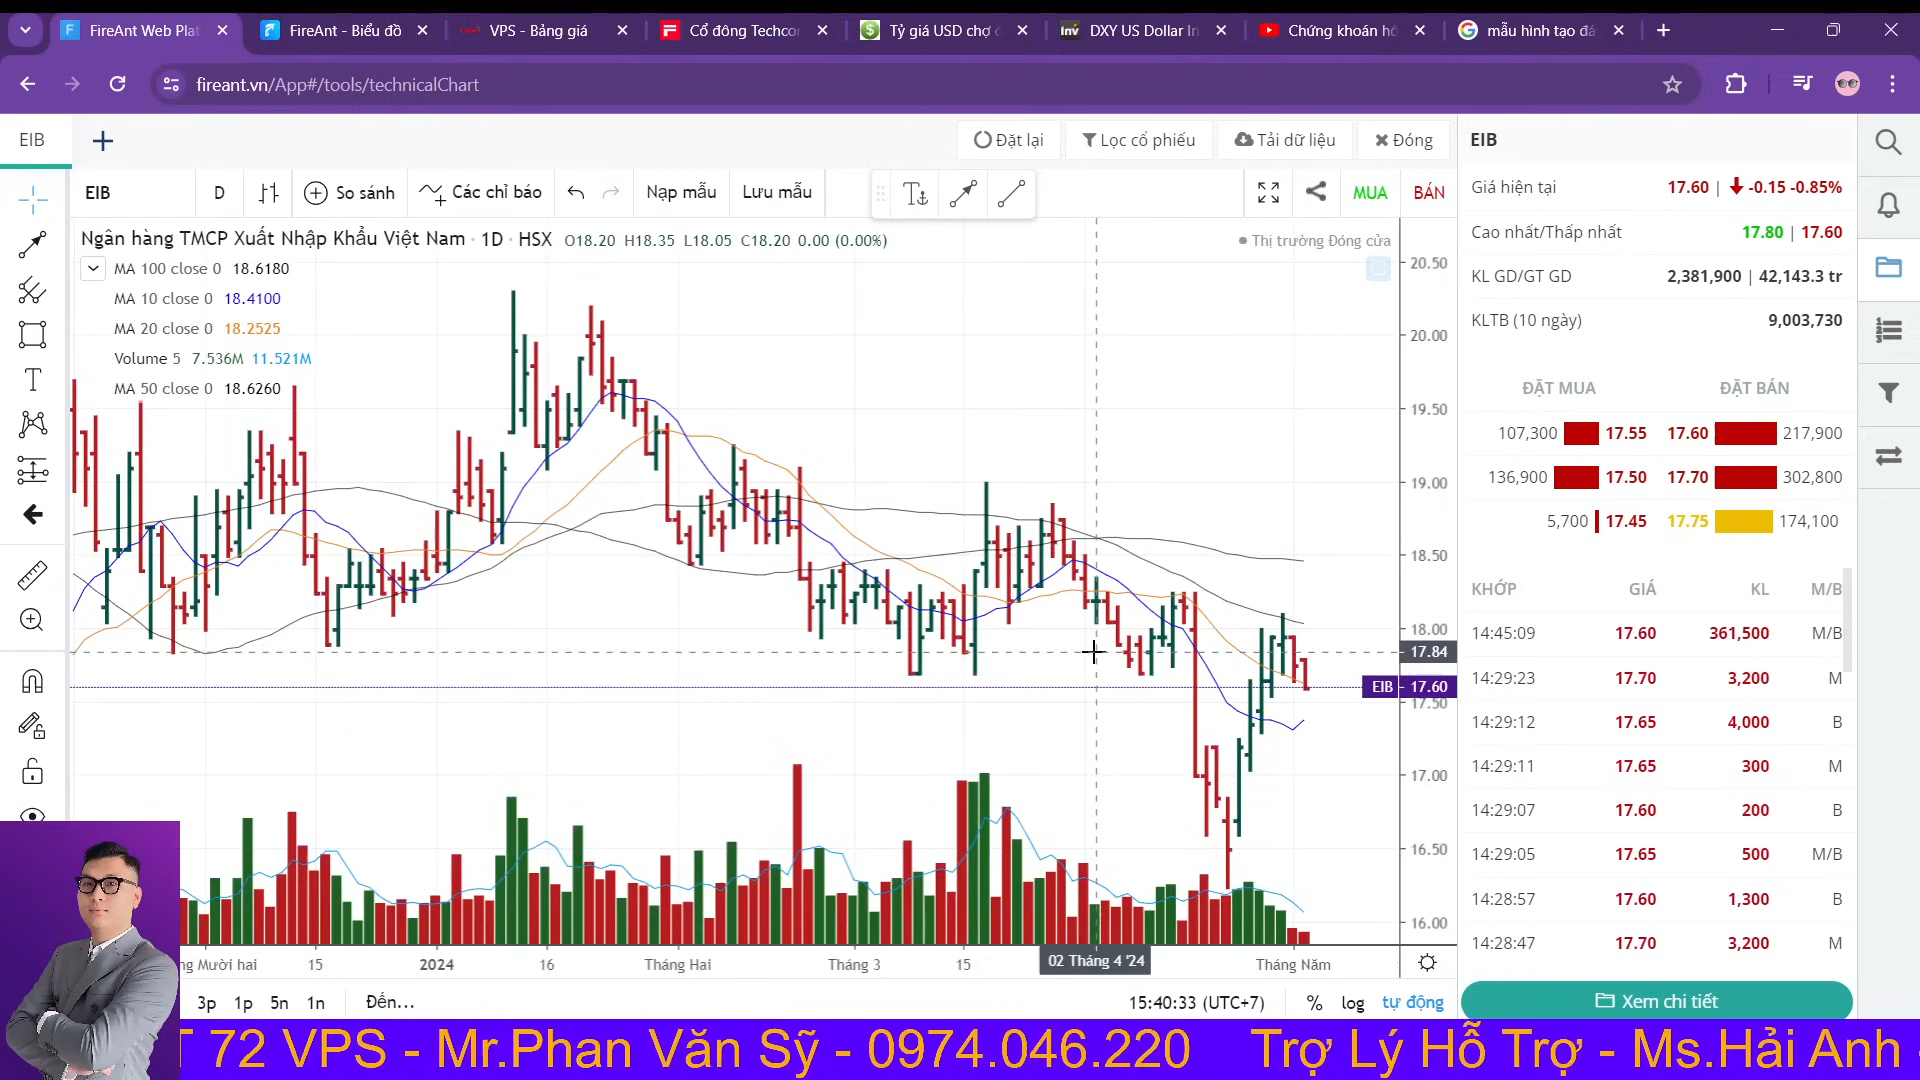 FireAnt Web Plat
FireAnt - Biểu đồ
VPS - Bảng giá
Cổ đông Techcor
Tỷ giá USD chợ đ
DXY US Dollar In
Chứng khoán hô
mẫu hình tạo đá
fireant.vn/App#/tools/technicalChart
EIB
Đặt lại
Lọc cổ phiếu
Tải dữ liệu
Đóng
EIB
EIB
D
So sánh
Các chỉ báo
Nạp mẫu
Lưu mẫu
MUA
BÁN
Ngân hàng TMCP Xuất Nhập Khẩu Việt Nam · 1D · HSX O18.20 H18.35 L18.05 C18.20 0.00 (0.00%)
Thị trường Đóng cửa
MA 100 close 0 18.6180
MA 10 close 0 18.4100
MA 20 close 0 18.2525
Volume 5 7.536M 11.521M
MA 50 close 0 18.6260
20.50
20.00
19.50
19.00
18.50
18.00
17.84
EIB 17.60
17.50
17.00
16.50
16.00
ng Mười hai
15
2024
16
Tháng Hai
Tháng 3
15
02 Tháng 4 '24
Tháng Năm
3p 1p 5n 1n
Đến...
15:40:33 (UTC+7)
% log tự động
Giá hiện tại 17.60 | -0.15 -0.85%
Cao nhất/Thấp nhất 17.80 | 17.60
KL GD/GT GD 2,381,900 | 42,143.3 tr
KLTB (10 ngày) 9,003,730
ĐẶT MUA ĐẶT BÁN
107,300 17.55 17.60 217,900
136,900 17.50 17.70 302,800
5,700 17.45 17.75 174,100
KHỚP GIÁ KL M/B
14:45:09 17.60 361,500 M/B
14:29:23 17.70 3,200 M
14:29:12 17.65 4,000 B
14:29:11 17.65 300 M
14:29:07 17.60 200 B
14:29:05 17.65 500 M/B
14:28:57 17.60 1,300 B
14:28:47 17.70 3,200 M
Xem chi tiết
T 72 VPS - Mr.Phan Văn Sỹ - 0974.046.220 Trợ Lý Hỗ Trợ - Ms.Hải Anh